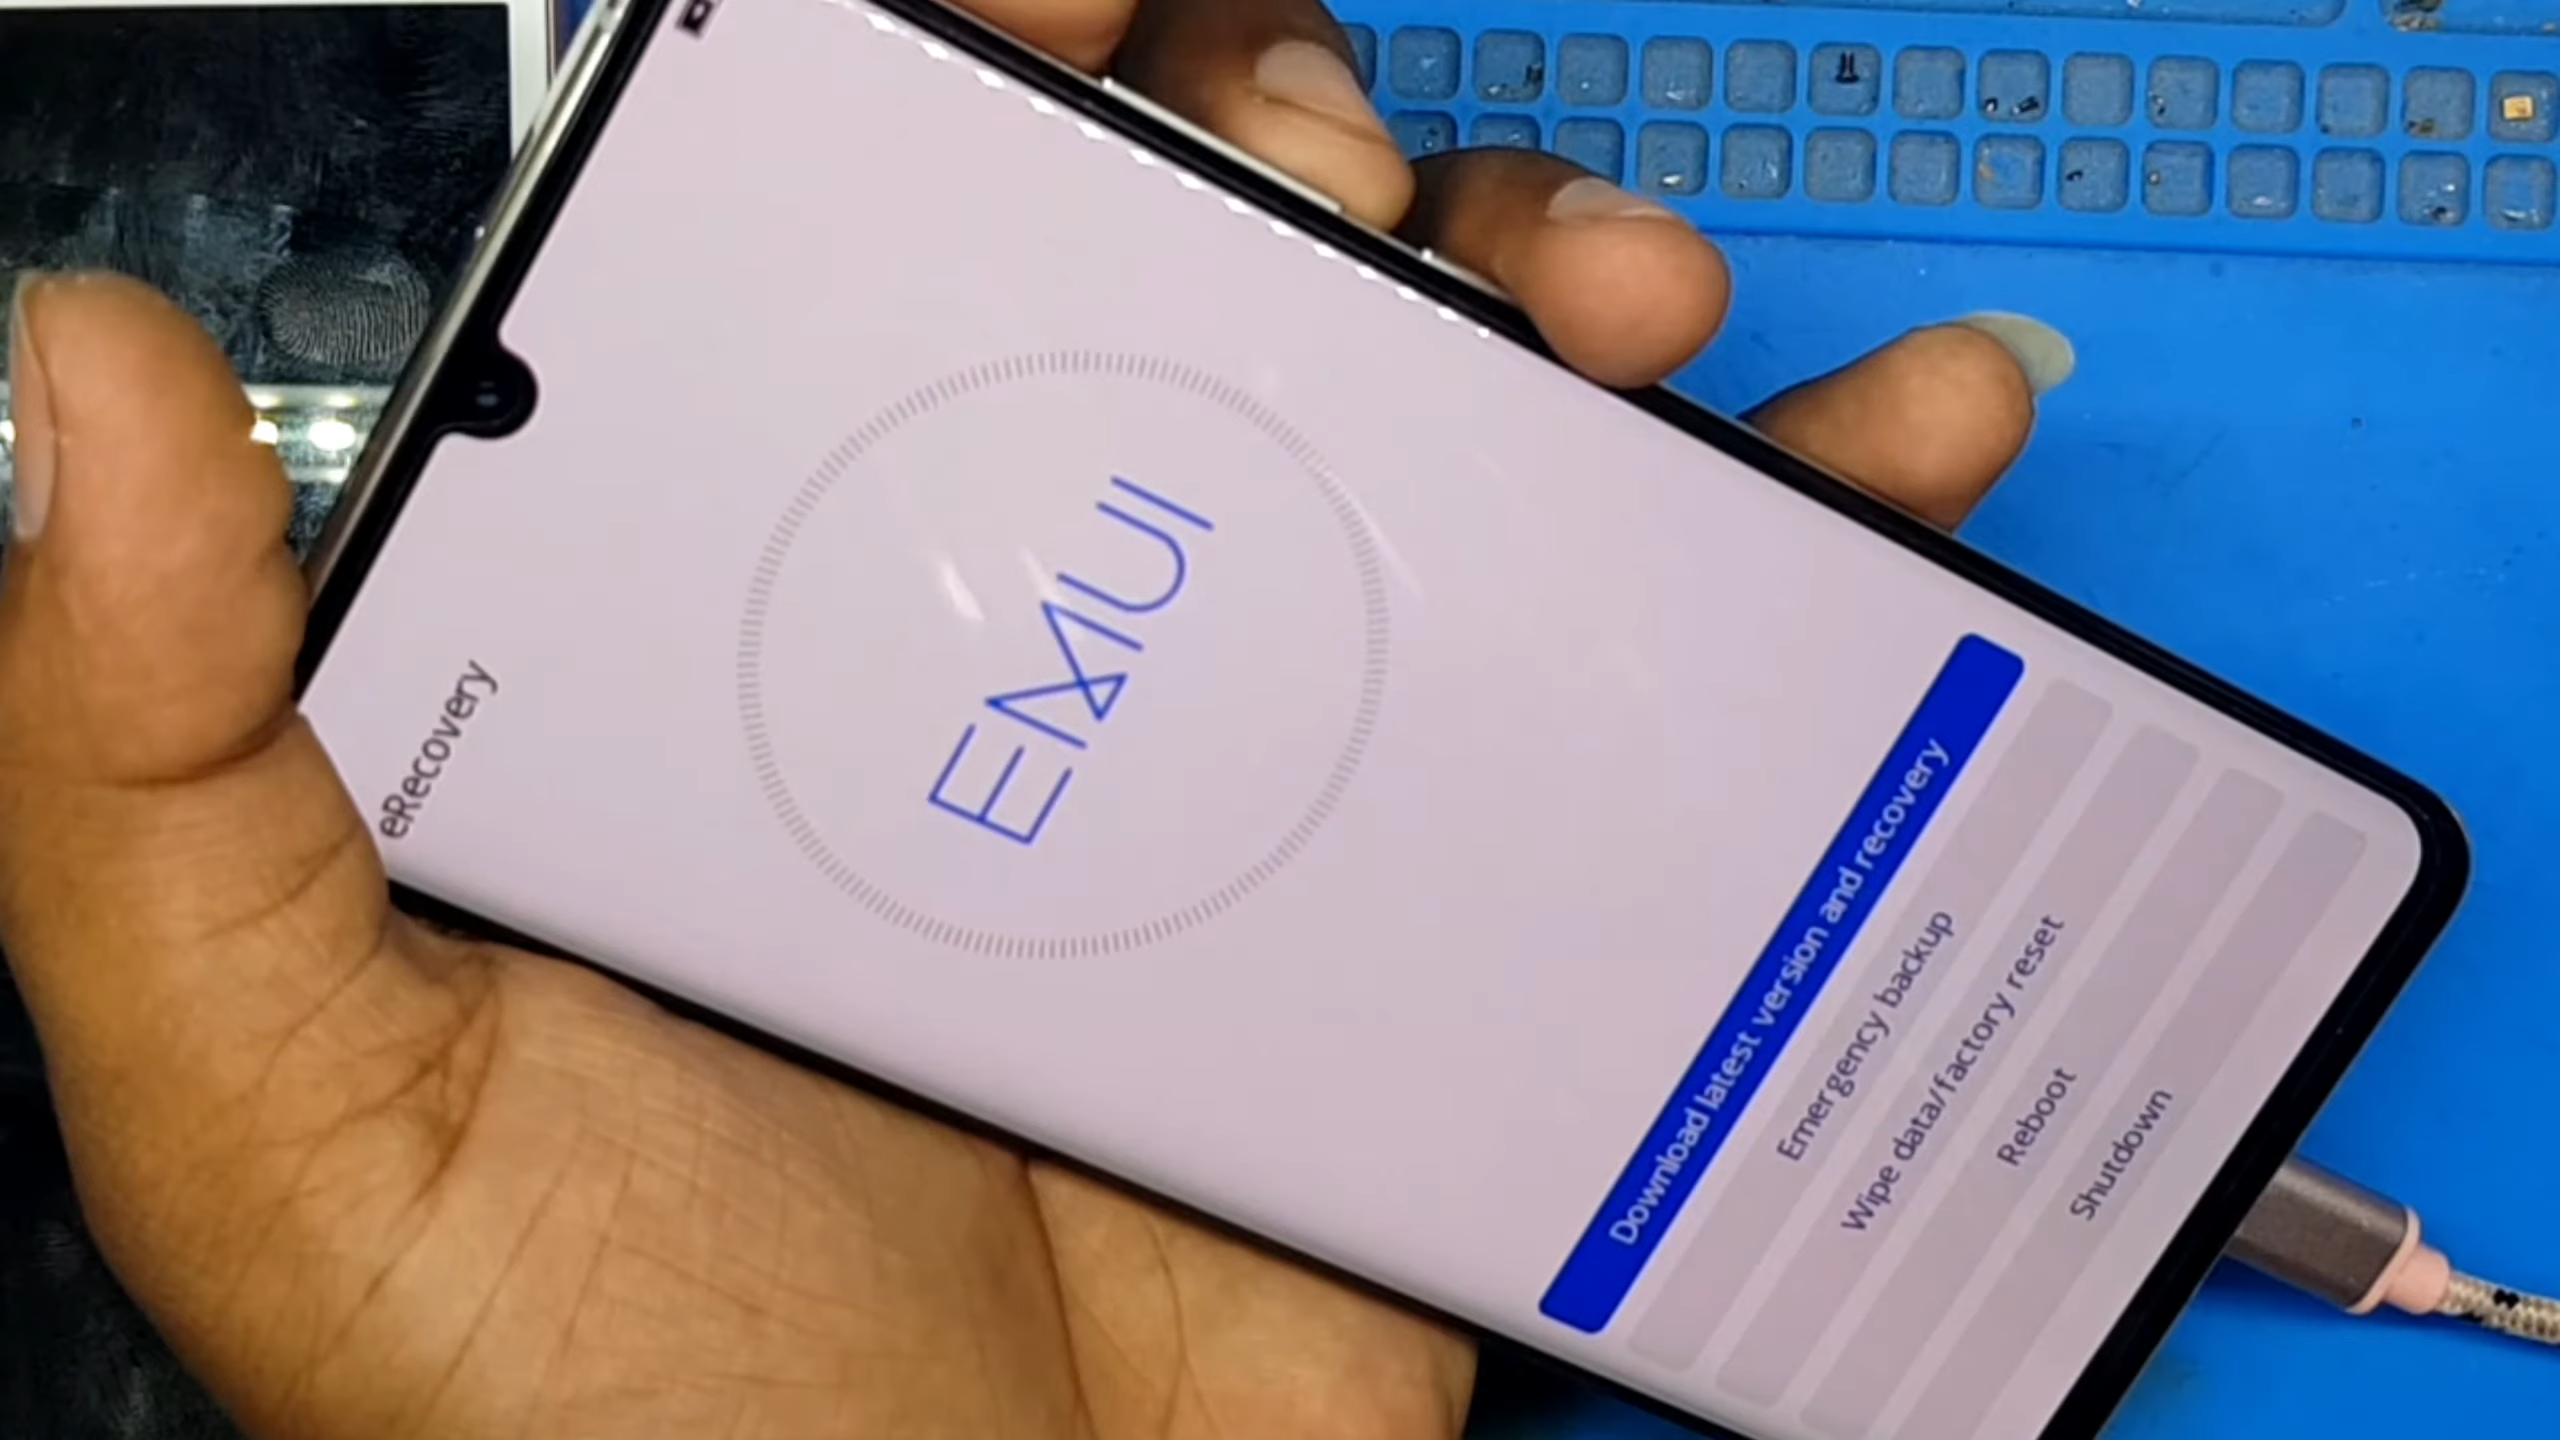 eRecovery
EMUI
Download latest version and recovery
Emergency backup
Wipe data/factory reset
Reboot
Shutdown